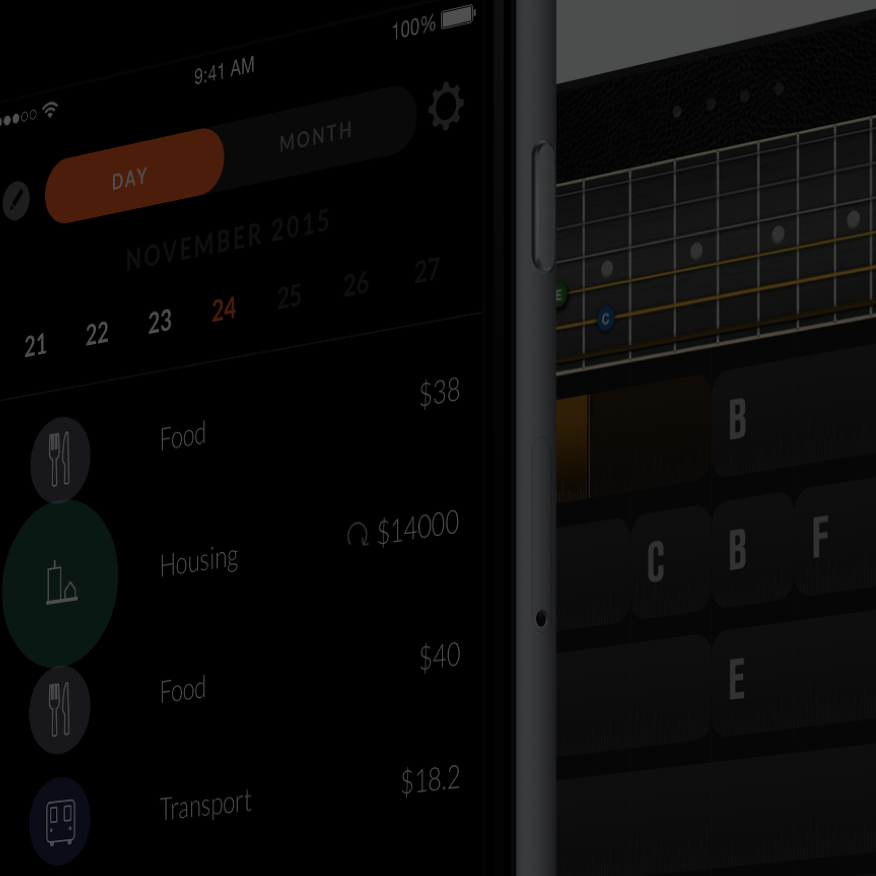 100%
9:41 AM
DAY
MONTH
NOVEMBER 2015
21 22 23 24 25 26 27
Food $38
Housing $14000
Food $40
Transport $18.2
E
C
B
C B F
E